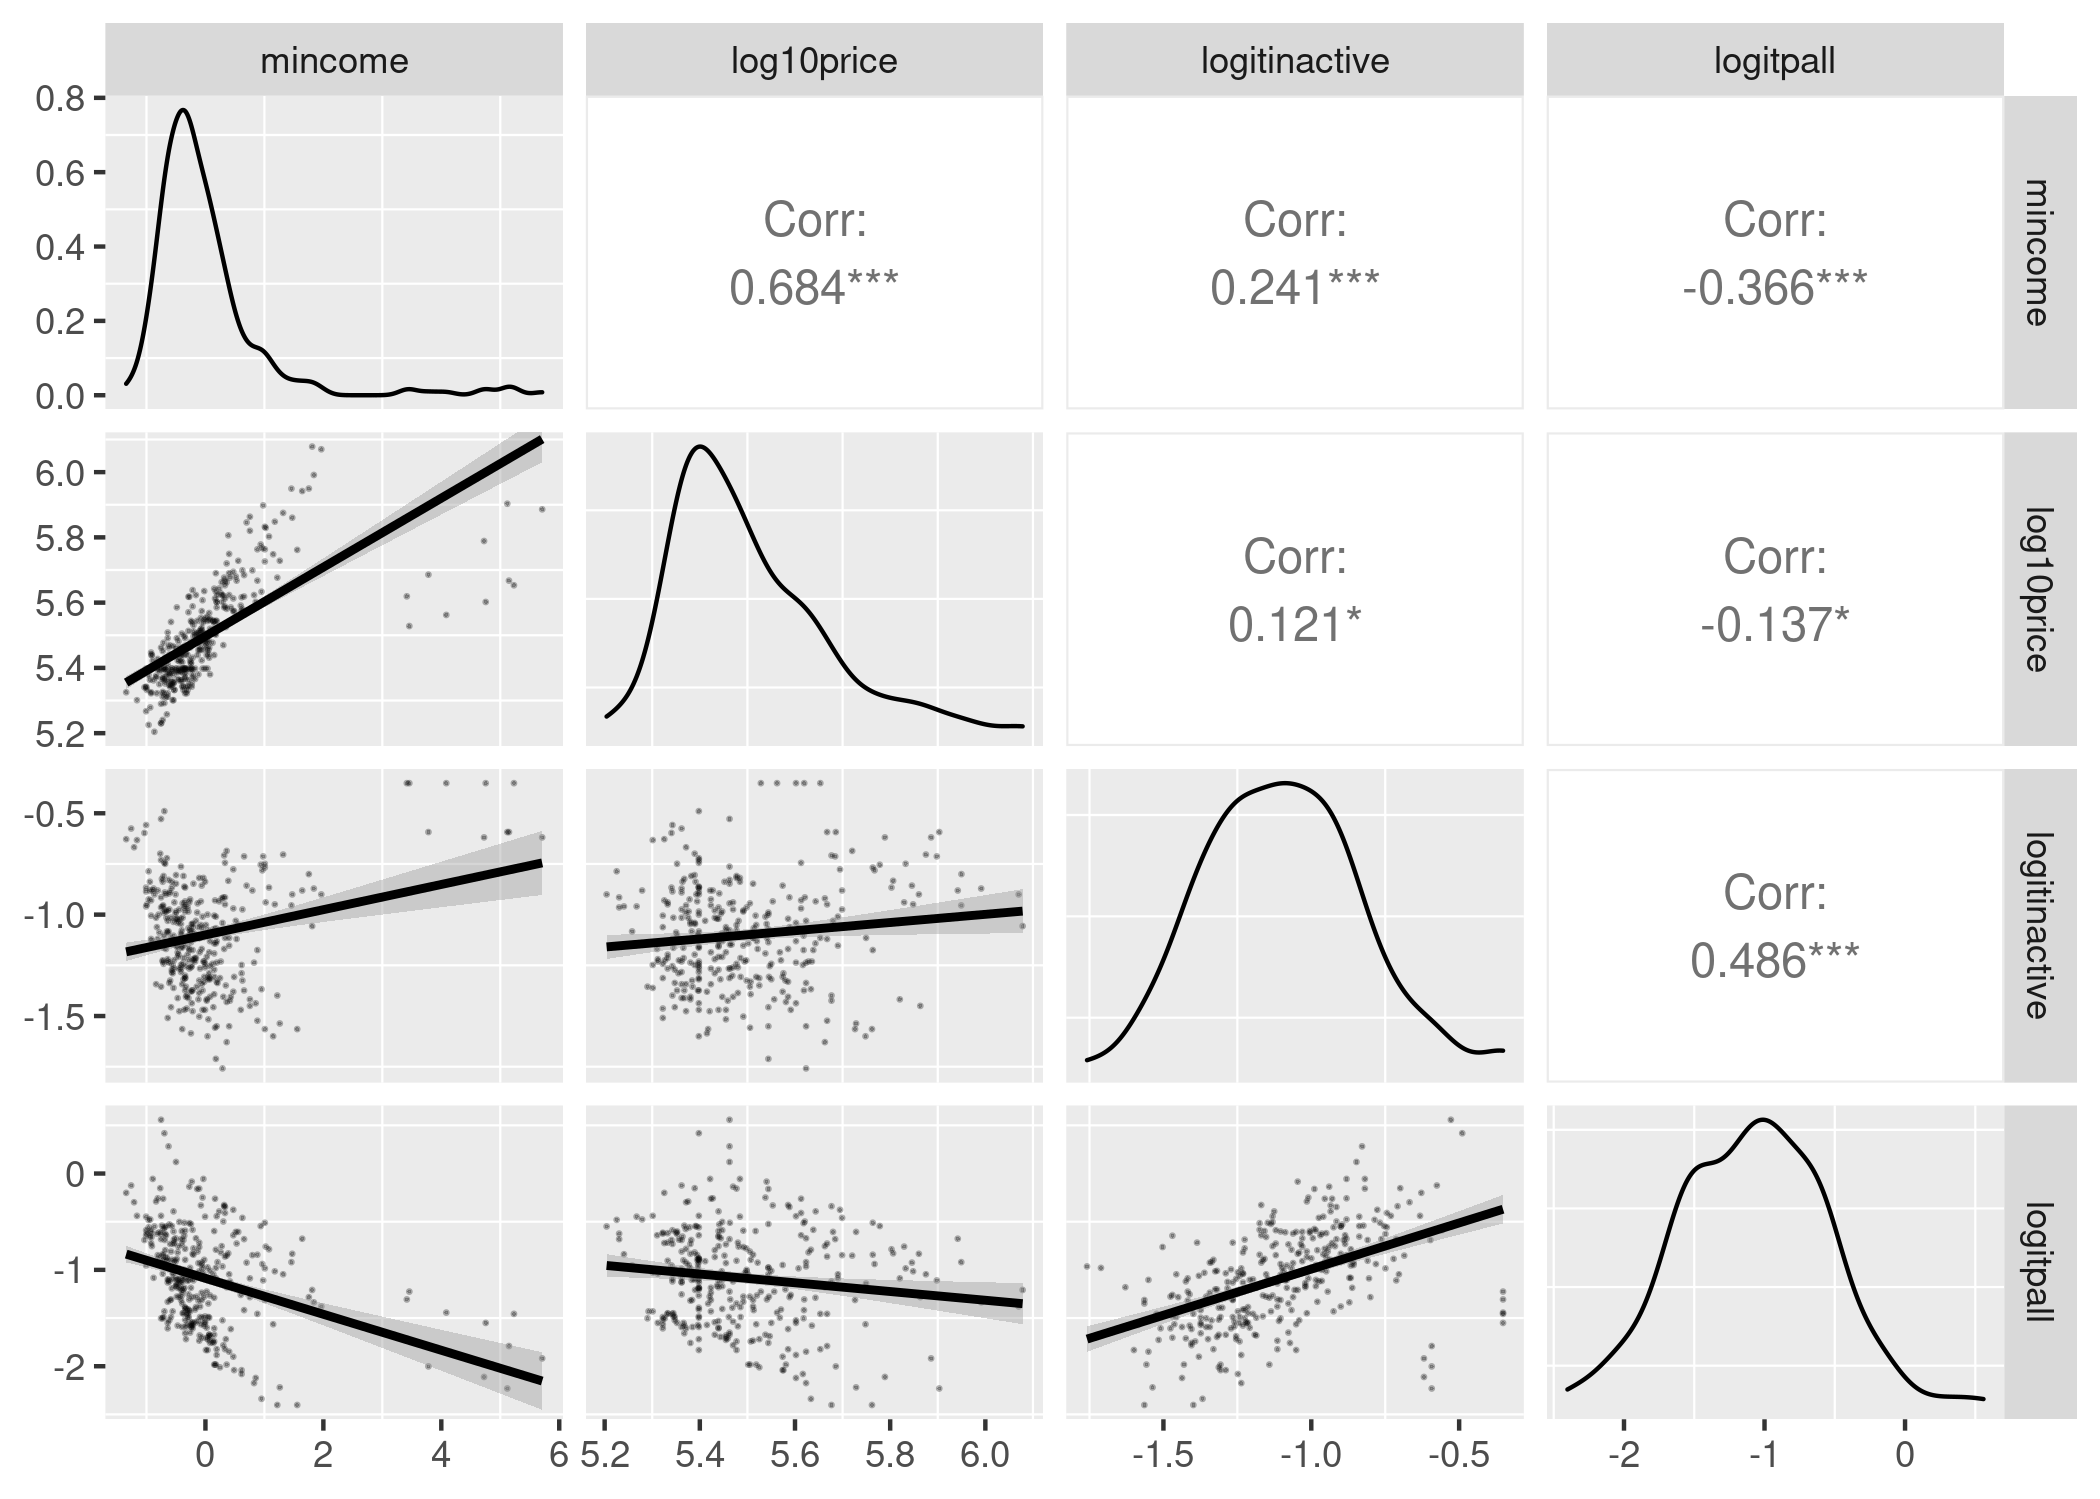 mincome
log10price
logitinactive
logitpall
0.8
0.6
0.4
0.2
0.0
Corr:
0.684***
Corr:
0.241***
Corr:
-0.366***
mincome
6.0
5.8
5.6
5.4
5.2
Corr:
0.121*
Corr:
-0.137*
log10price
-0.5
-1.0
-1.5
Corr:
0.486***
logitinactive
0
-1
-2
logitpall
0 2 4 6
5.2 5.4 5.6 5.8 6.0
-1.5 -1.0 -0.5
-2 -1 0